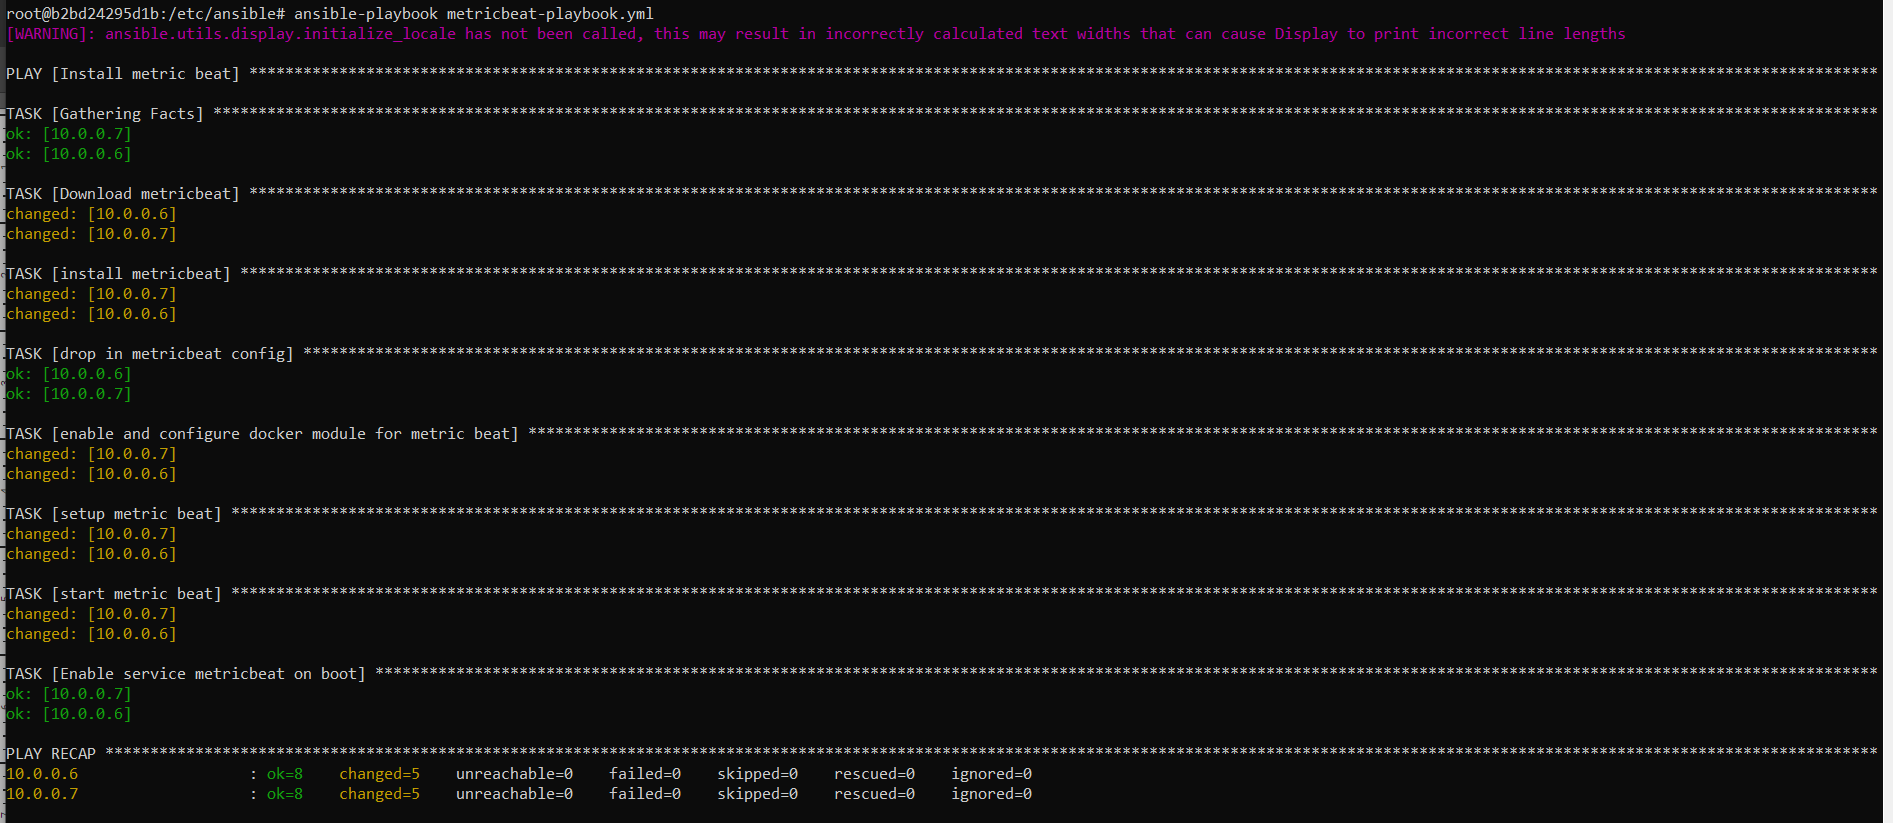 root@b2bd24295d1b:/etc/ansible# ansible-playbook metricbeat-playbook.yml
[WARNING]: ansible.utils.display.initialize_locale has not been called, this may result in incorrectly calculated text widths that can cause Display to print incorrect line lengths
PLAY [Install metric beat] *************************************************************************************************************************************************************************************
TASK [Gathering Facts] *****************************************************************************************************************************************************************************************
ok: [10.0.0.7]
ok: [10.0.0.6]
TASK [Download metricbeat] *************************************************************************************************************************************************************************************
changed: [10.0.0.6]
changed: [10.0.0.7]
TASK [install metricbeat] **************************************************************************************************************************************************************************************
changed: [10.0.0.7]
changed: [10.0.0.6]
TASK [drop in metricbeat config] *******************************************************************************************************************************************************************************
ok: [10.0.0.6]
ok: [10.0.0.7]
TASK [enable and configure docker module for metric beat] ******************************************************************************************************************************************************
changed: [10.0.0.7]
changed: [10.0.0.6]
TASK [setup metric beat] ***************************************************************************************************************************************************************************************
changed: [10.0.0.7]
changed: [10.0.0.6]
TASK [start metric beat] ***************************************************************************************************************************************************************************************
changed: [10.0.0.7]
changed: [10.0.0.6]
TASK [Enable service metricbeat on boot] ***********************************************************************************************************************************************************************
ok: [10.0.0.7]
ok: [10.0.0.6]
PLAY RECAP *****************************************************************************************************************************************************************************************************
10.0.0.6                   : ok=8    changed=5    unreachable=0    failed=0    skipped=0    rescued=0    ignored=0
10.0.0.7                   : ok=8    changed=5    unreachable=0    failed=0    skipped=0    rescued=0    ignored=0